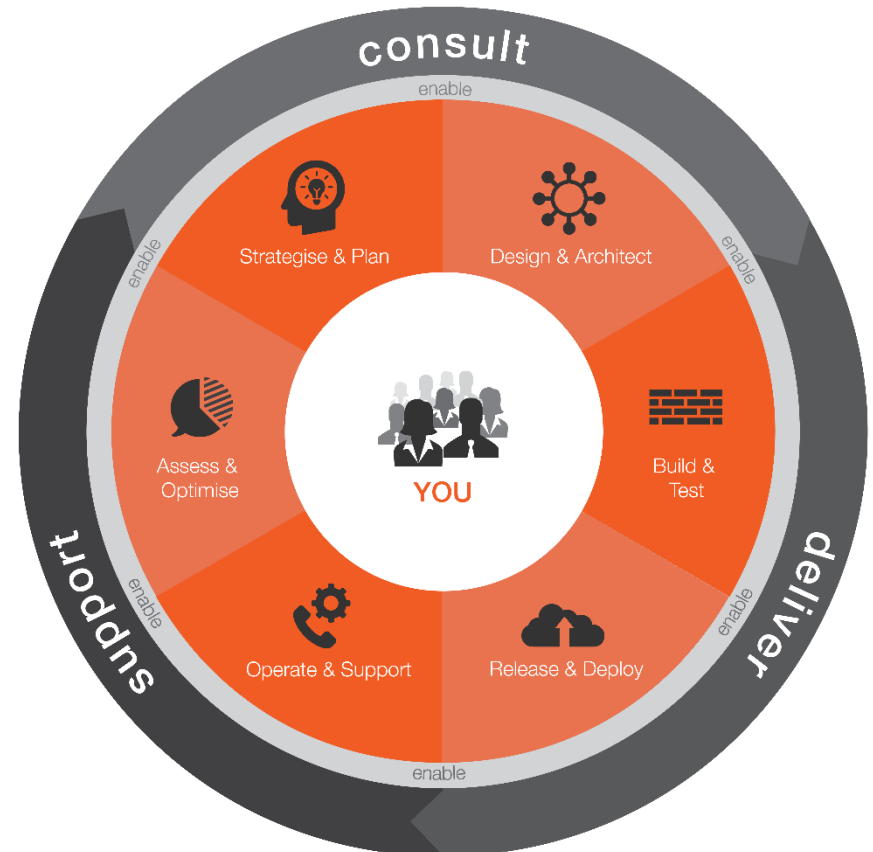 consult
enable
Strategise & Plan
Design & Architect
enable
enable
Assess &
Optimise
YOU
Build &
Test
support
deliver
enable
enable
Operate & Support
Release & Deploy
enable